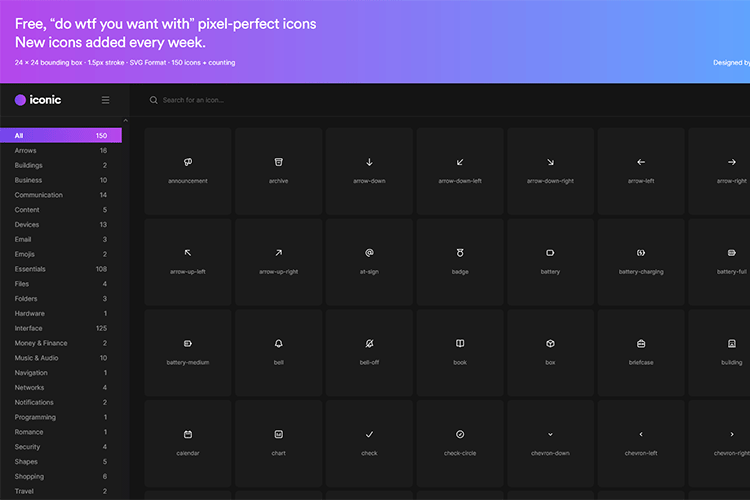 Free, “do wtf you want with” pixel-perfect icons
New icons added every week.
24 × 24 bounding box · 1.5px stroke · SVG Format · 150 icons + counting
Designed by
iconic
Search for an icon...
All 150
Arrows 16
Buildings 2
Business 10
Communication 14
Content 5
Devices 13
Email 3
Emojis 2
Essentials 108
Files 4
Folders 3
Hardware 1
Interface 125
Money & Finance 2
Music & Audio 10
Navigation 1
Networks 4
Notifications 2
Programming 1
Romance 1
Security 4
Shapes 5
Shopping 6
Travel 2
announcement archive arrow-down arrow-down-left arrow-down-right arrow-left arrow-right
arrow-up-left arrow-up-right at-sign badge battery battery-charging battery-full
battery-medium bell bell-off book box briefcase building
calendar chart check check-circle chevron-down chevron-left chevron-right